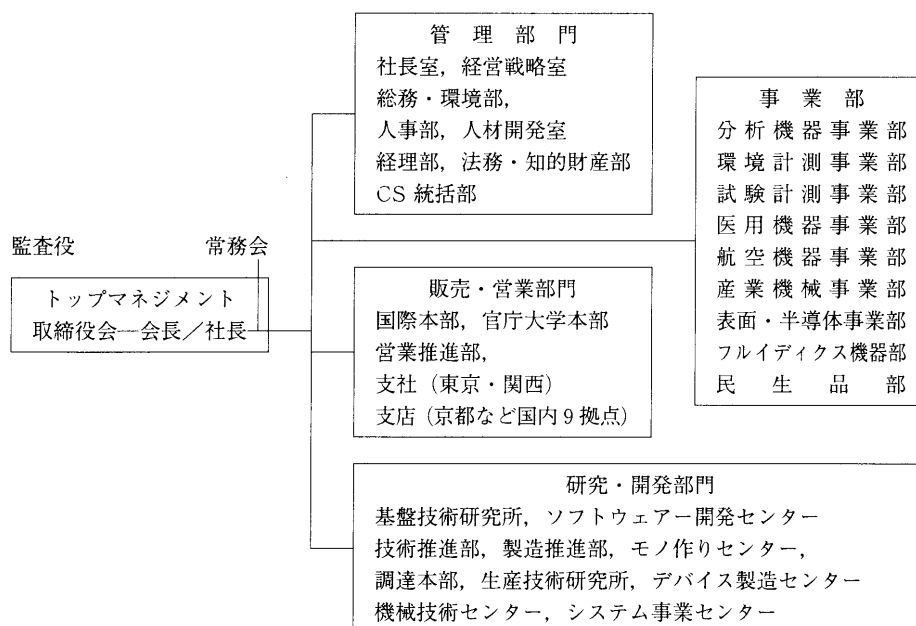 管理部門
社長室，経営戦略室
総務・環境部，
人事部，人材開発室
経理部，法務・知的財産部
CS 統括部
事業部
分析機器事業部
環境計測事業部
試験計測事業部
医用機器事業部
航空機器事業部
産業機械事業部
表面・半導体事業部
フルイディクス機器部
民生品部
監査役
常務会
トップマネジメント
取締役会―会長／社長
販売・営業部門
国際本部，官庁大学本部
営業推進部，
支社（東京・関西）
支店（京都など国内9拠点）
研究・開発部門
基盤技術研究所，ソフトウェアー開発センター
技術推進部，製造推進部，モノ作りセンター，
調達本部，生産技術研究所，デバイス製造センター
機械技術センター，システム事業センター